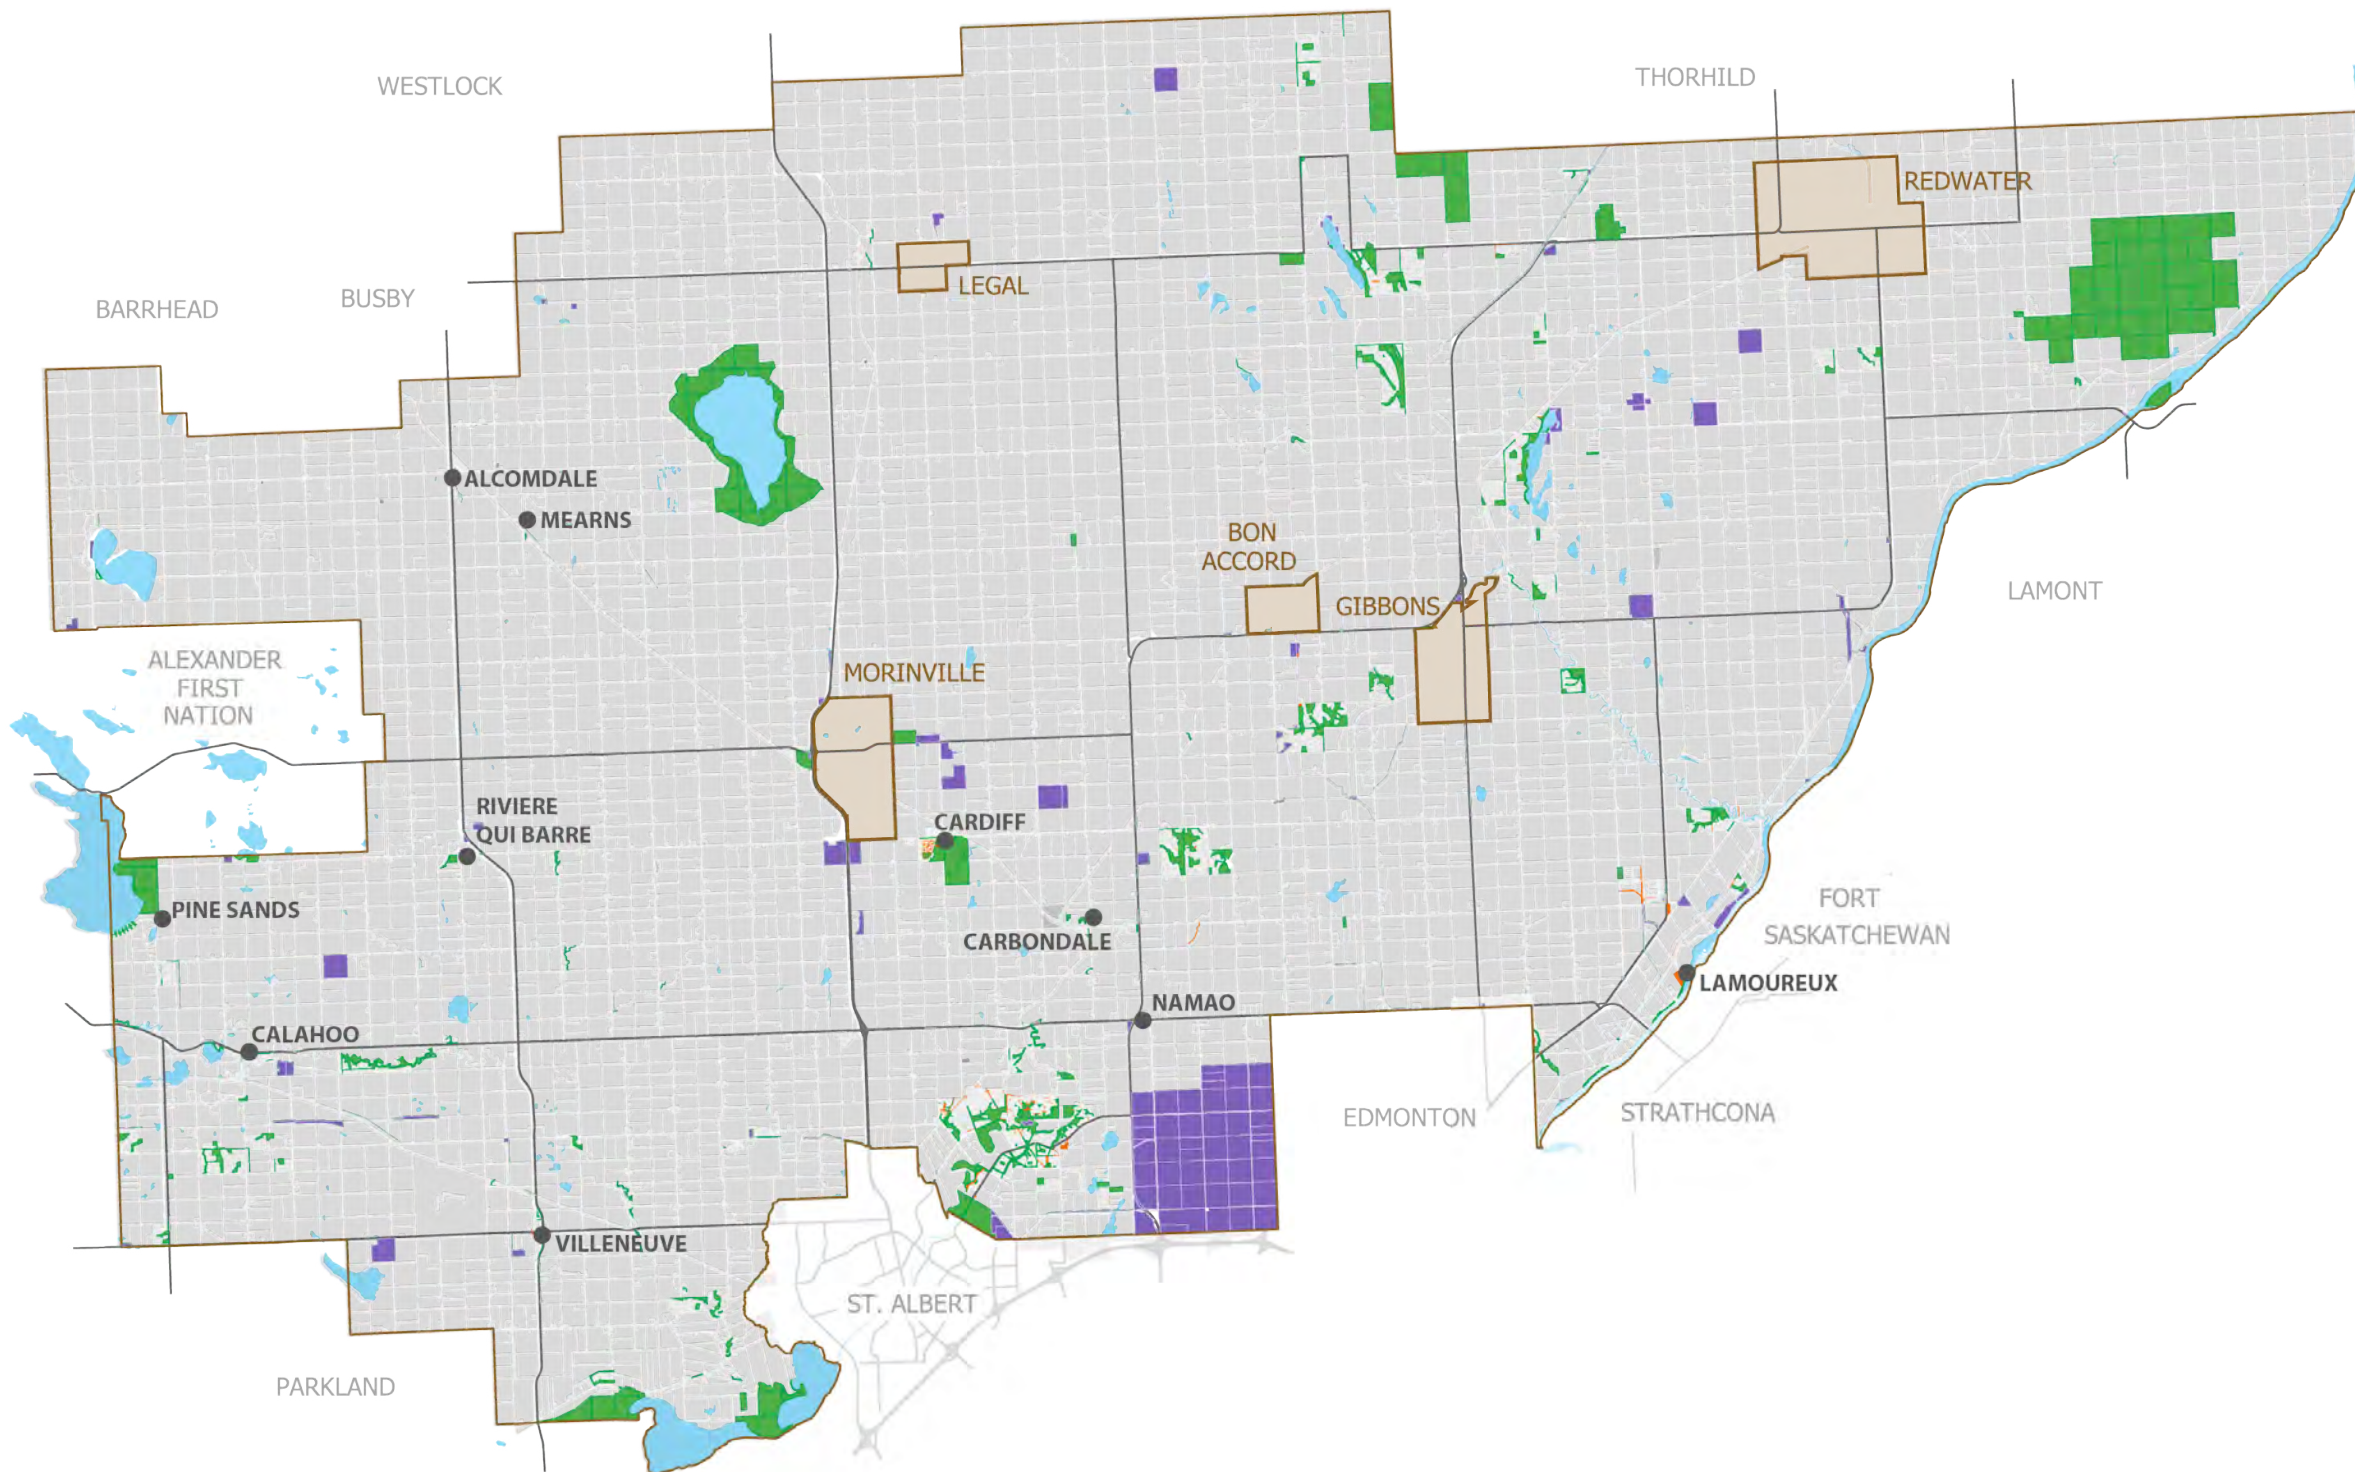 WESTLOCK
THORHILD
REDWATER
LEGAL
BUSBY
BARRHEAD
ALCOMDALE
MEARNS
BON
ACCORD
GIBBONS
LAMONT
ALEXANDER
FIRST
NATION
MORINVILLE
RIVIERE
QUI BARRE
CARDIFF
PINE SANDS
CARBONDALE
FORT
SASKATCHEWAN
LAMOUREUX
NAMAO
CALAHOO
EDMONTON
STRATHCONA
VILLENEUVE
ST. ALBERT
PARKLAND